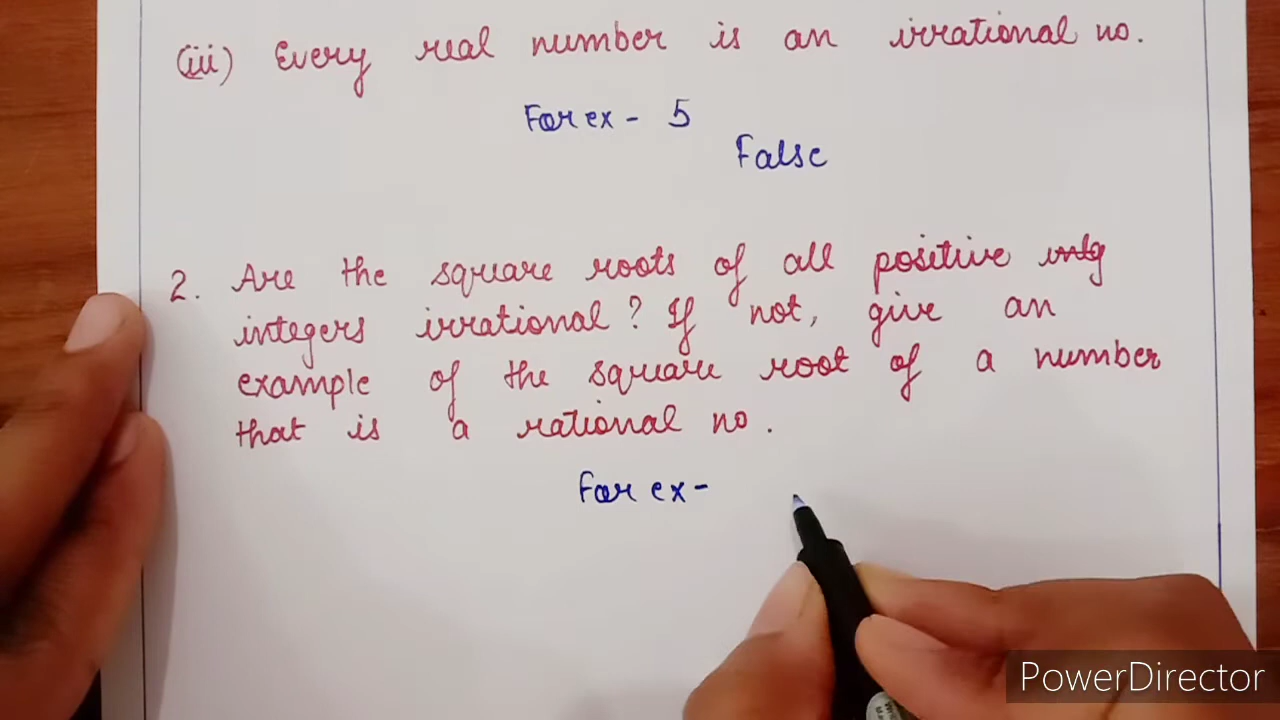 (iii) Every real number is an irrational no.
For ex - 5
False
2. Are the square roots of all positive
integers irrational? If not, give an
example of the square root of a number
that is a rational no.
For ex -
PowerDirector